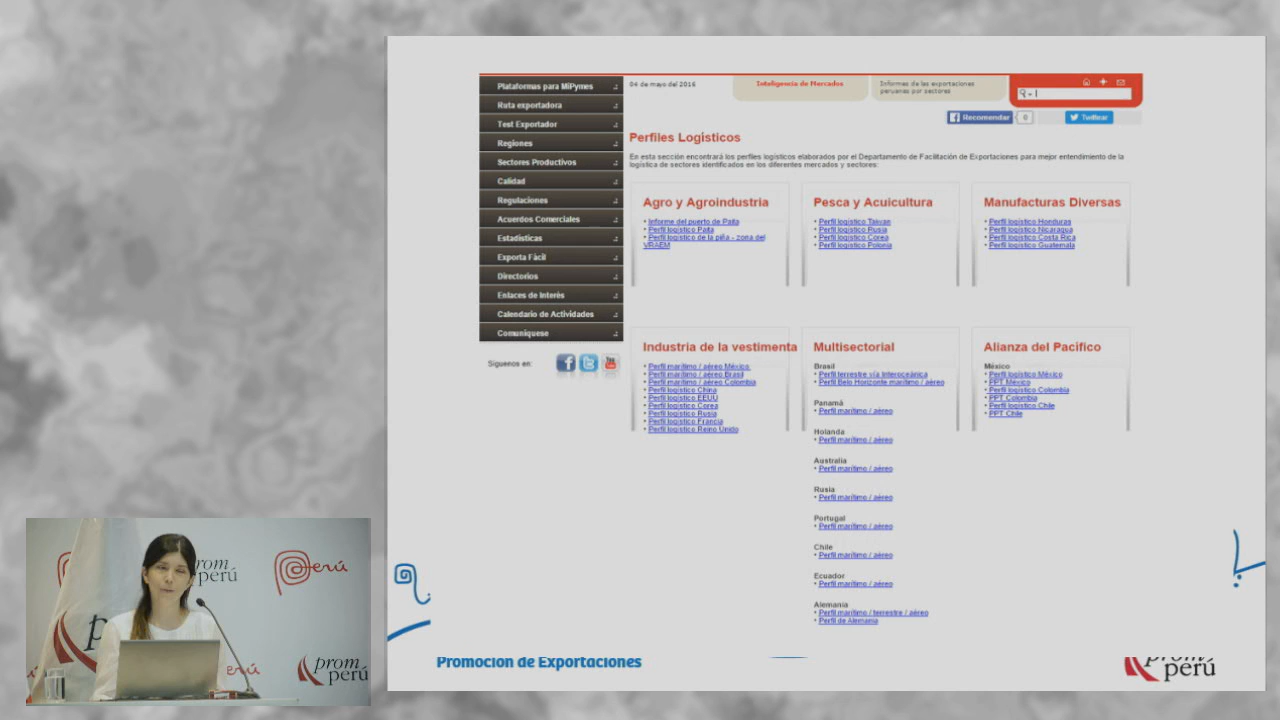 Plataformas para MiPymes
Ruta exportadora
Test Exportador
Regiones
Sectores Productivos
Calidad
Regulaciones
Acuerdos Comerciales
Estadísticas
Exporta Fácil
Directorios
Enlaces de Interés
Calendario de Actividades
Comuníquese
Síguenos en:
04 de mayo del 2016
Inteligencia de Mercados
Informes de las exportaciones
peruanas por sectores
Recomendar
0
Twittear
Perfiles Logísticos
En esta sección encontrará los perfiles logísticos elaborados por el Departamento de Facilitación de Exportaciones para mejor entendimiento de la
logística de sectores identificados en los diferentes mercados y sectores:
Agro y Agroindustria
• Informe del puerto de Paita
• Perfil logístico Paita
• Perfil logístico de la piña - zona del
VRAEM
Pesca y Acuicultura
• Perfil logístico Taiwan
• Perfil logístico Rusia
• Perfil logístico Corea
• Perfil logístico Polonia
Manufacturas Diversas
• Perfil logístico Honduras
• Perfil logístico Nicaragua
• Perfil logístico Costa Rica
• Perfil logístico Guatemala
Industria de la vestimenta
• Perfil marítimo / aéreo México
• Perfil marítimo / aéreo Brasil
• Perfil marítimo / aéreo Colombia
• Perfil logístico China
• Perfil logístico EEUU
• Perfil logístico Corea
• Perfil logístico Rusia
• Perfil logístico Francia
• Perfil logístico Reino Unido
Multisectorial
Brasil
• Perfil terrestre vía Interoceánica
• Perfil Belo Horizonte marítimo / aéreo
Panamá
• Perfil marítimo / aéreo
Holanda
• Perfil marítimo / aéreo
Australia
• Perfil marítimo / aéreo
Rusia
• Perfil marítimo / aéreo
Portugal
• Perfil marítimo / aéreo
Chile
• Perfil marítimo / aéreo
Ecuador
• Perfil marítimo / aéreo
Alemania
• Perfil marítimo / terrestre / aéreo
• Perfil de Alemania
Alianza del Pacífico
México
• Perfil logístico México
• PPT México
• Perfil logístico Colombia
• PPT Colombia
• Perfil logístico Chile
• PPT Chile
Promoción de Exportaciones
prom
perú
Perú
prom
perú